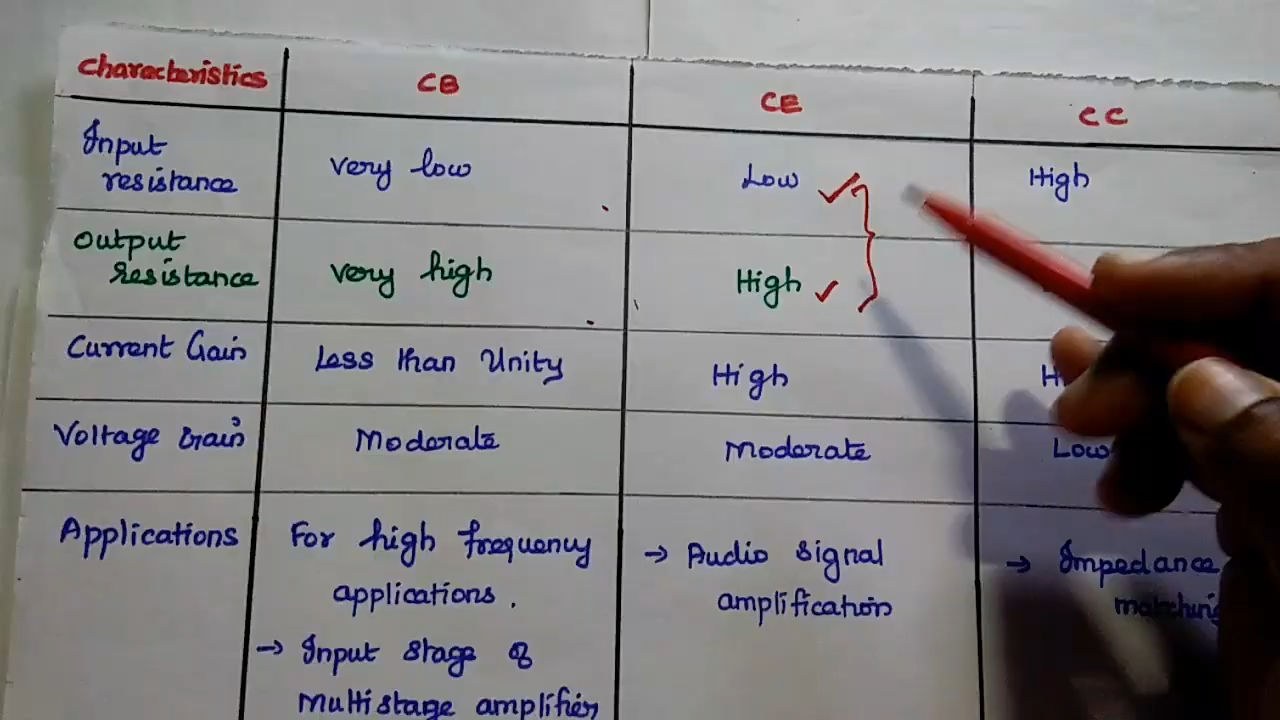 Characteristics CB CE CC
Input
resistance Very low Low High
Output
resistance Very high High
Current Gain Less than Unity High
Voltage Gain Moderate Moderate Low
Applications For high frequency
applications.
→ Input stage of
multistage amplifier
→ Audio signal
amplification
→ Impedance
matching